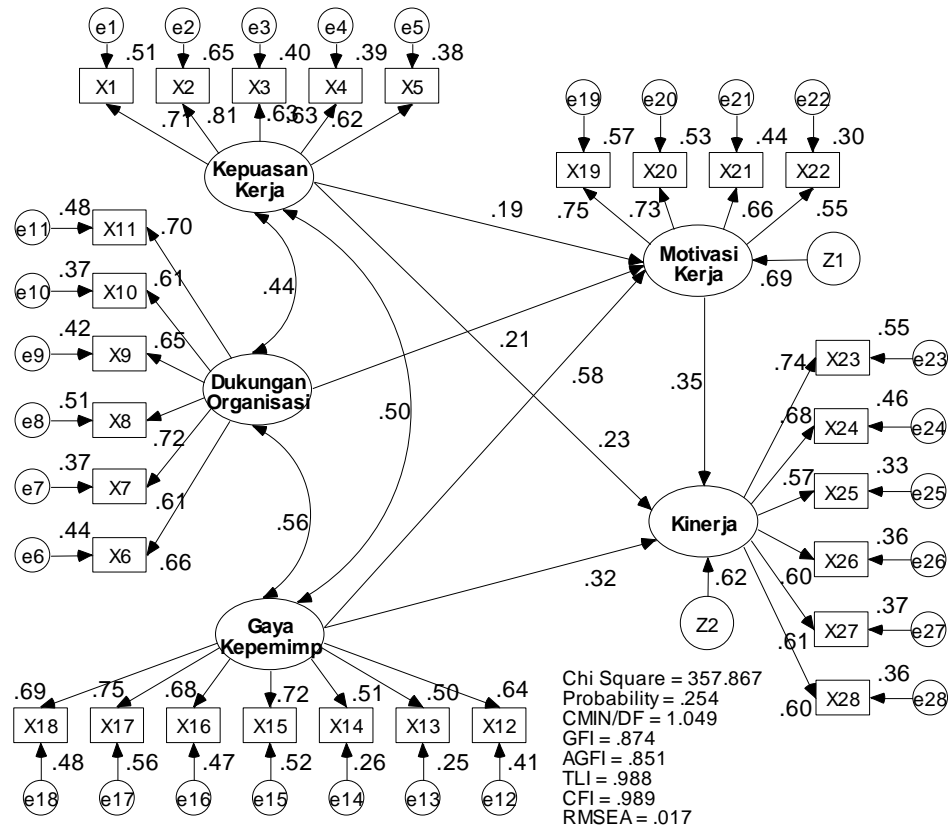 e1 e2 e3 e4 e5
.51 .65 .40 .39 .38
X1 X2 X3 X4 X5
.71 .81 .63 .63 .62
Kepuasan
Kerja
e19 e20 e21 e22
.57 .53 .44 .30
X19 X20 X21 X22
.75 .73 .66 .55
Motivasi
Kerja
.69
Z1
e11 .48 X11 .70
e10 .37 X10 .61
e9 .42 X9 .65
e8 .51 X8 .72
e7 .37 X7 .61
e6 .44 X6 .66
Dukungan
Organisasi
.44
.50
.56
.19
.21
.58
.23
.35
.32
Kinerja
.62
Z2
.74 X23 .55 e23
.68 X24 .46 e24
.57 X25 .33 e25
.60 X26 .36 e26
.61 X27 .37 e27
.60 X28 .36 e28
Gaya
Kepemimp
.69 .75 .68 .72 .51 .50 .64
X18 X17 X16 X15 X14 X13 X12
.48 .56 .47 .52 .26 .25 .41
e18 e17 e16 e15 e14 e13 e12
Chi Square = 357.867
Probability = .254
CMIN/DF = 1.049
GFI = .874
AGFI = .851
TLI = .988
CFI = .989
RMSEA = .017